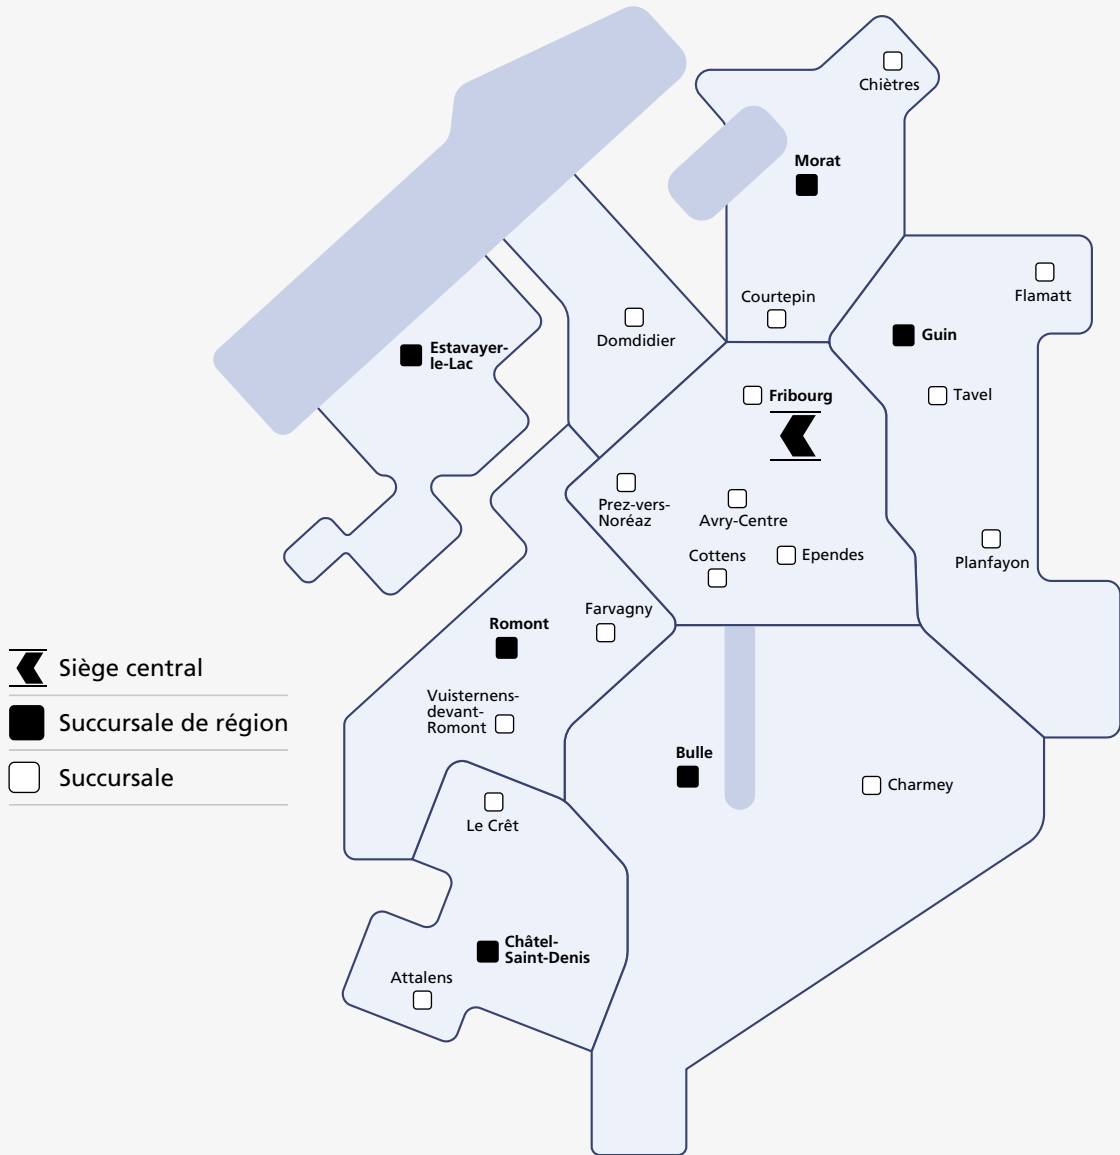 Chiètres
Morat
Courtepin
Flamatt
Guin
Domdidier
Estavayer-
le-Lac
Fribourg
Tavel
Prez-vers-
Noréaz
Avry-Centre
Cottens
Ependes
Planfayon
Farvagny
Romont
Vuisternens-
devant-
Romont
Siège central
Succursale de région
Succursale
Bulle
Charmey
Le Crêt
Châtel-
Saint-Denis
Attalens